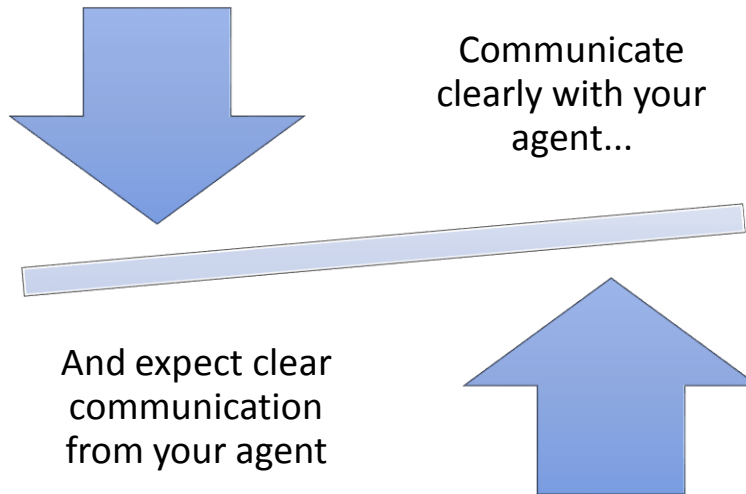 Communicate
clearly with your
agent...
And expect clear
communication
from your agent